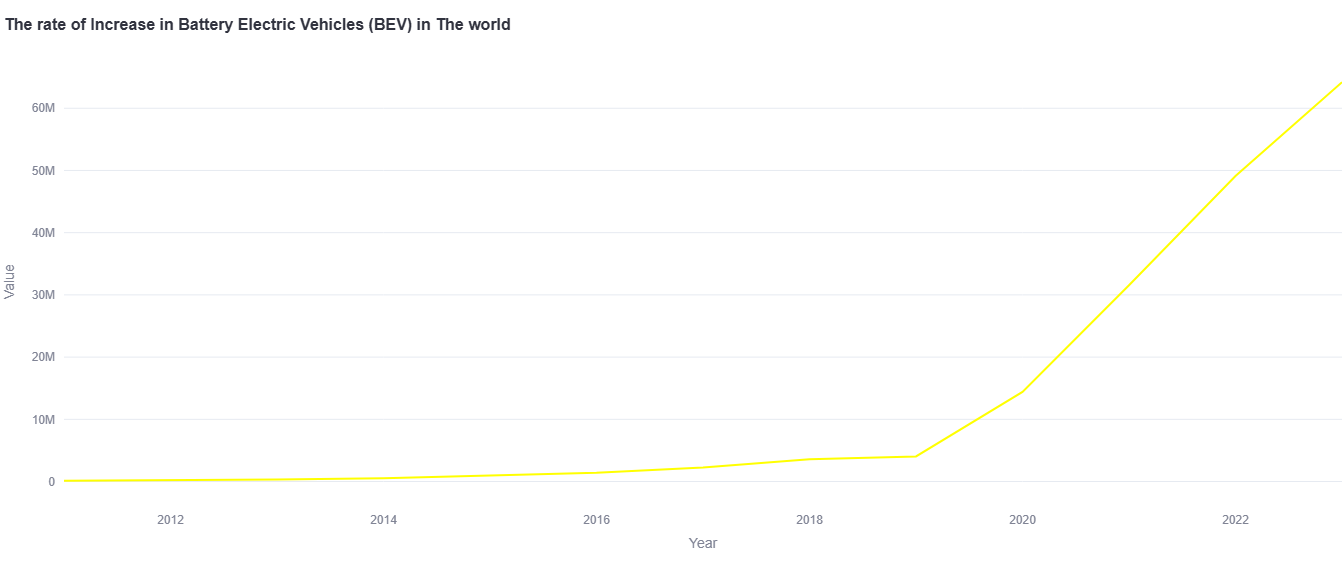 The rate of Increase in Battery Electric Vehicles (BEV) in The world
60M
50M
40M
30M
20M
10M
0
Value
2012 2014 2016 2018 2020 2022
Year